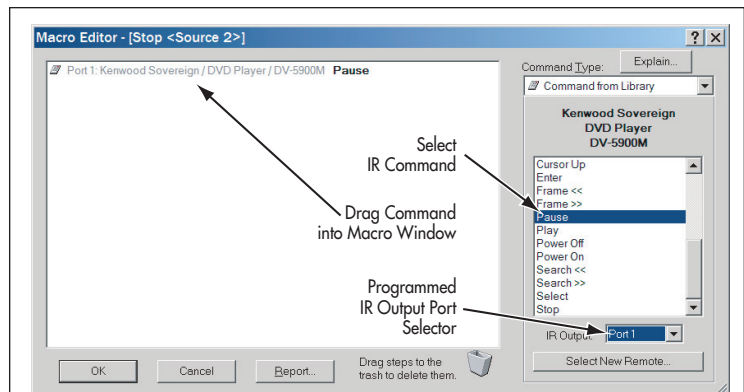 Macro Editor - [Stop <Source 2>]
Port 1: Kenwood Sovereign / DVD Player / DV-5900M Pause
Command Type:
Explain...
Command from Library
Kenwood Sovereign
DVD Player
DV-5900M
Cursor Up
Enter
Frame <<
Frame >>
Pause
Play
Power Off
Power On
Search <<
Search >>
Select
Stop
Select
IR Command
Drag Command
into Macro Window
Programmed
IR Output Port
Selector
IR Output:
Port 1
Select New Remote...
OK
Cancel
Report...
Drag steps to the
trash to delete them.